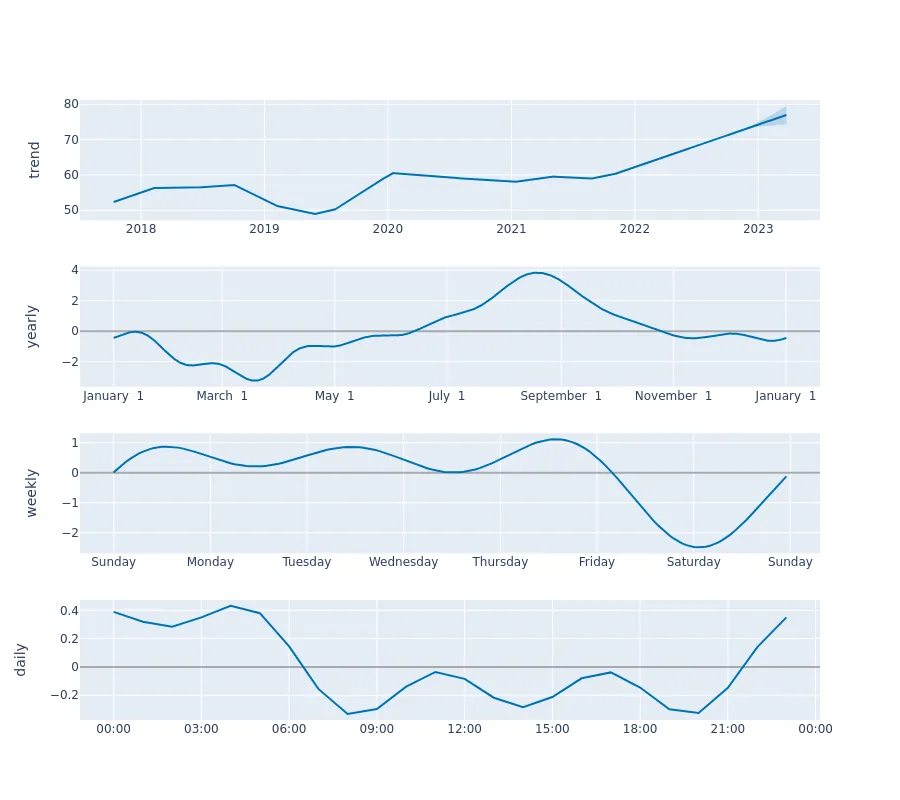 80
70
60
50
trend
2018 2019 2020 2021 2022 2023
4
2
0
−2
yearly
January 1 March 1 May 1 July 1 September 1 November 1 January 1
1
0
−1
−2
weekly
Sunday Monday Tuesday Wednesday Thursday Friday Saturday Sunday
0.4
0.2
0
−0.2
daily
00:00 03:00 06:00 09:00 12:00 15:00 18:00 21:00 00:00